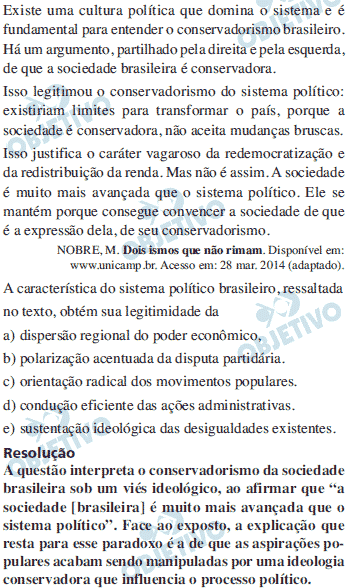 Existe uma cultura política que domina o sistema e é
fundamental para entender o conservadorismo brasileiro.
Há um argumento, partilhado pela direita e pela esquerda,
de que a sociedade brasileira é conservadora.
Isso legitimou o conservadorismo do sistema político:
existiriam limites para transformar o país, porque a
sociedade é conservadora, não aceita mudanças bruscas.
Isso justifica o caráter vagaroso da redemocratização e
da redistribuição da renda. Mas não é assim. A sociedade
é muito mais avançada que o sistema político. Ele se
mantém porque consegue convencer a sociedade de que
é a expressão dela, de seu conservadorismo.
NOBRE, M. Dois ismos que não rimam. Disponível em:
www.unicamp.br. Acesso em: 28 mar. 2014 (adaptado).
A característica do sistema político brasileiro, ressaltada
no texto, obtém sua legitimidade da
a) dispersão regional do poder econômico.
b) polarização acentuada da disputa partidária.
c) orientação radical dos movimentos populares.
d) condução eficiente das ações administrativas.
e) sustentação ideológica das desigualdades existentes.
Resolução
A questão interpreta o conservadorismo da sociedade
brasileira sob um viés ideológico, ao afirmar que “a
sociedade [brasileira] é muito mais avançada que o
sistema político”. Face ao exposto, a explicação que
resta para esse paradoxo é a de que as aspirações po-
pulares acabam sendo manipuladas por uma ideologia
conservadora que influencia o processo político.
OBJETIVO
OBJETIVO
OBJETIVO
OBJETIVO
OBJETIVO
OBJETIVO